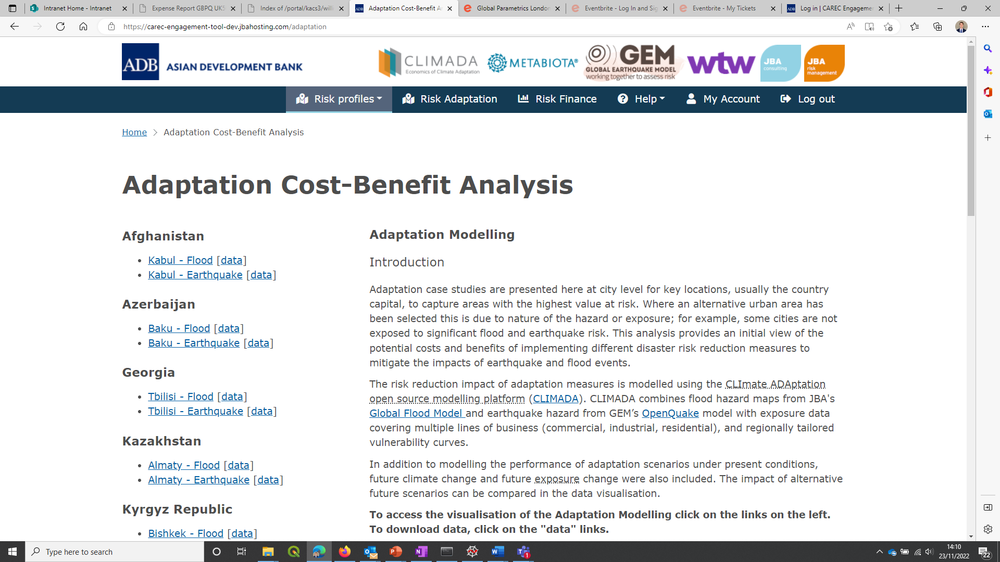 Intranet Home - Intranet
Expense Report GBPQ UK5
Index of /portal/kacs3/willi
Adaptation Cost-Benefit A
Global Parametrics London
Eventbrite - Log In and Sig
Eventbrite - My Tickets
Log in | CAREC Engageme
https://carec-engagement-tool-dev.jbahosting.com/adaptation
ADB ASIAN DEVELOPMENT BANK
CLIMADA
Economics of Climate Adaptation
METABIOTA
GEM
GLOBAL EARTHQUAKE MODEL
working together to assess risk
wtw
JBA
consulting
JBA
risk
management
Risk profiles
Risk Adaptation
Risk Finance
Help
My Account
Log out
Home > Adaptation Cost-Benefit Analysis
Adaptation Cost-Benefit Analysis
Afghanistan
• Kabul - Flood [data]
• Kabul - Earthquake [data]
Azerbaijan
• Baku - Flood [data]
• Baku - Earthquake [data]
Georgia
• Tbilisi - Flood [data]
• Tbilisi - Earthquake [data]
Kazakhstan
• Almaty - Flood [data]
• Almaty - Earthquake [data]
Kyrgyz Republic
• Bishkek - Flood [data]
Adaptation Modelling
Introduction
Adaptation case studies are presented here at city level for key locations, usually the country
capital, to capture areas with the highest value at risk. Where an alternative urban area has
been selected this is due to nature of the hazard or exposure; for example, some cities are not
exposed to significant flood and earthquake risk. This analysis provides an initial view of the
potential costs and benefits of implementing different disaster risk reduction measures to
mitigate the impacts of earthquake and flood events.
The risk reduction impact of adaptation measures is modelled using the CLImate ADAptation
open source modelling platform (CLIMADA). CLIMADA combines flood hazard maps from JBA's
Global Flood Model and earthquake hazard from GEM’s OpenQuake model with exposure data
covering multiple lines of business (commercial, industrial, residential), and regionally tailored
vulnerability curves.
In addition to modelling the performance of adaptation scenarios under present conditions,
future climate change and future exposure change were also included. The impact of alternative
future scenarios can be compared in the data visualisation.
To access the visualisation of the Adaptation Modelling click on the links on the left.
To download data, click on the "data" links.
Type here to search
14:10
23/11/2022
22